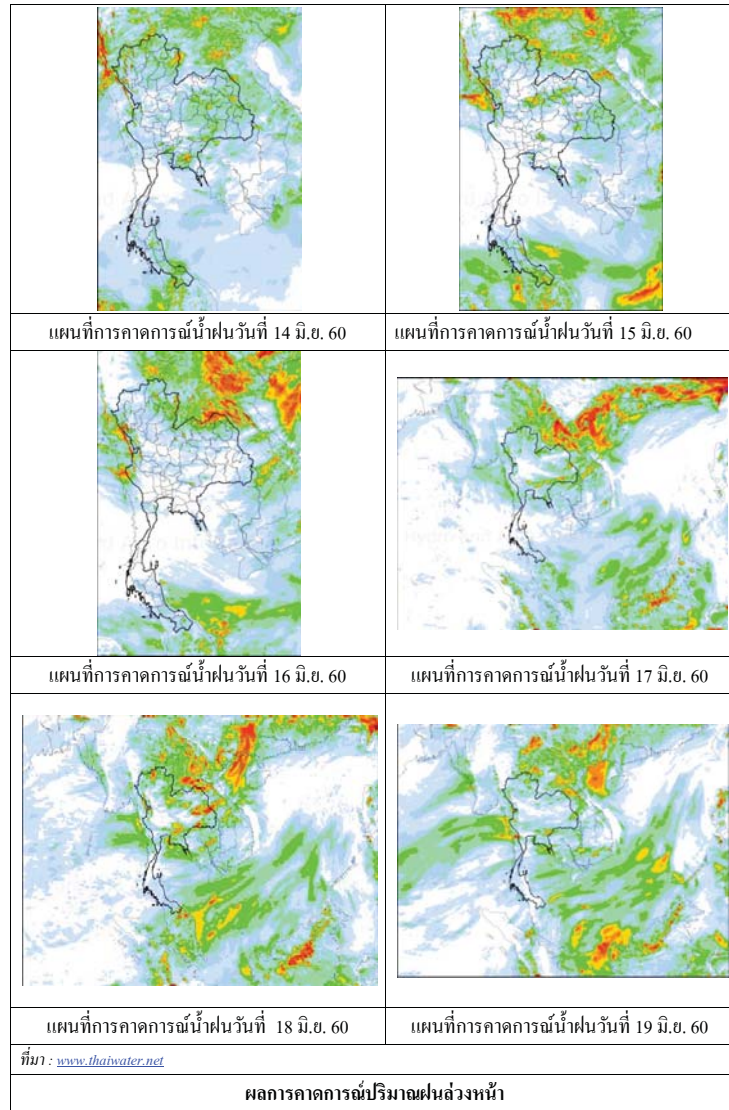 แผนที่การคาดการณ์น้ำฝนวันที่ 14 มิ.ย. 60
แผนที่การคาดการณ์น้ำฝนวันที่ 15 มิ.ย. 60
แผนที่การคาดการณ์น้ำฝนวันที่ 16 มิ.ย. 60
แผนที่การคาดการณ์น้ำฝนวันที่ 17 มิ.ย. 60
แผนที่การคาดการณ์น้ำฝนวันที่ 18 มิ.ย. 60
แผนที่การคาดการณ์น้ำฝนวันที่ 19 มิ.ย. 60
ที่มา : www.thaiwater.net
ผลการคาดการณ์ปริมาณฝนล่วงหน้า